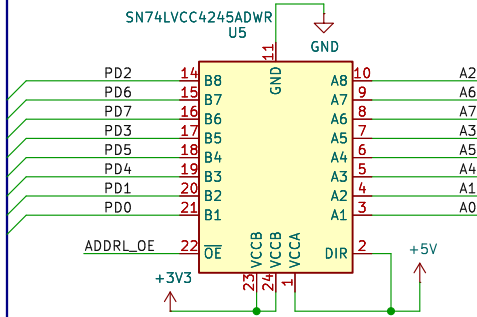 SN74LVCC4245ADWR
U5
11
GND
GND
PD2 14 B8 A8 10 A2
PD6 15 B7 A7 9 A6
PD7 16 B6 A6 8 A7
PD3 17 B5 A5 7 A3
PD5 18 B4 A4 6 A5
PD4 19 B3 A3 5 A4
PD1 20 B2 A2 4 A1
PD0 21 B1 A1 3 A0
ADDRL_OE 22 OE DIR 2 +5V
VCCB VCCB VCCA
+3V3 23 24 1